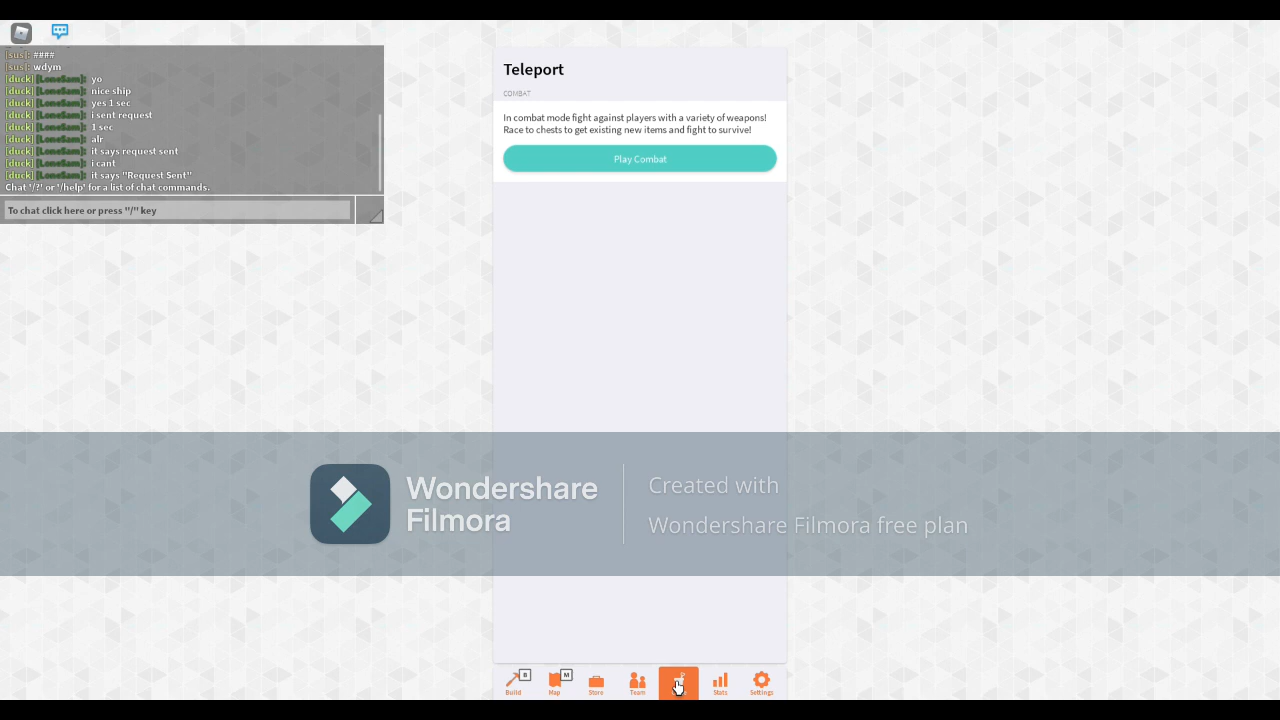 [sus]: ####
[sus]: wdym
[duck] [LoneSam]: yo
[duck] [LoneSam]: nice ship
[duck] [LoneSam]: yes 1 sec
[duck] [LoneSam]: i sent request
[duck] [LoneSam]: 1 sec
[duck] [LoneSam]: alr
[duck] [LoneSam]: it says request sent
[duck] [LoneSam]: i cant
[duck] [LoneSam]: it says "Request Sent"
Chat '/?' or '/help' for a list of chat commands.
To chat click here or press "/" key
Teleport
COMBAT
In combat mode fight against players with a variety of weapons!
Race to chests to get existing new items and fight to survive!
Play Combat
Wondershare
Filmora
Created with
Wondershare Filmora free plan
B
M
Build
Map
Store
Team
Stats
Settings